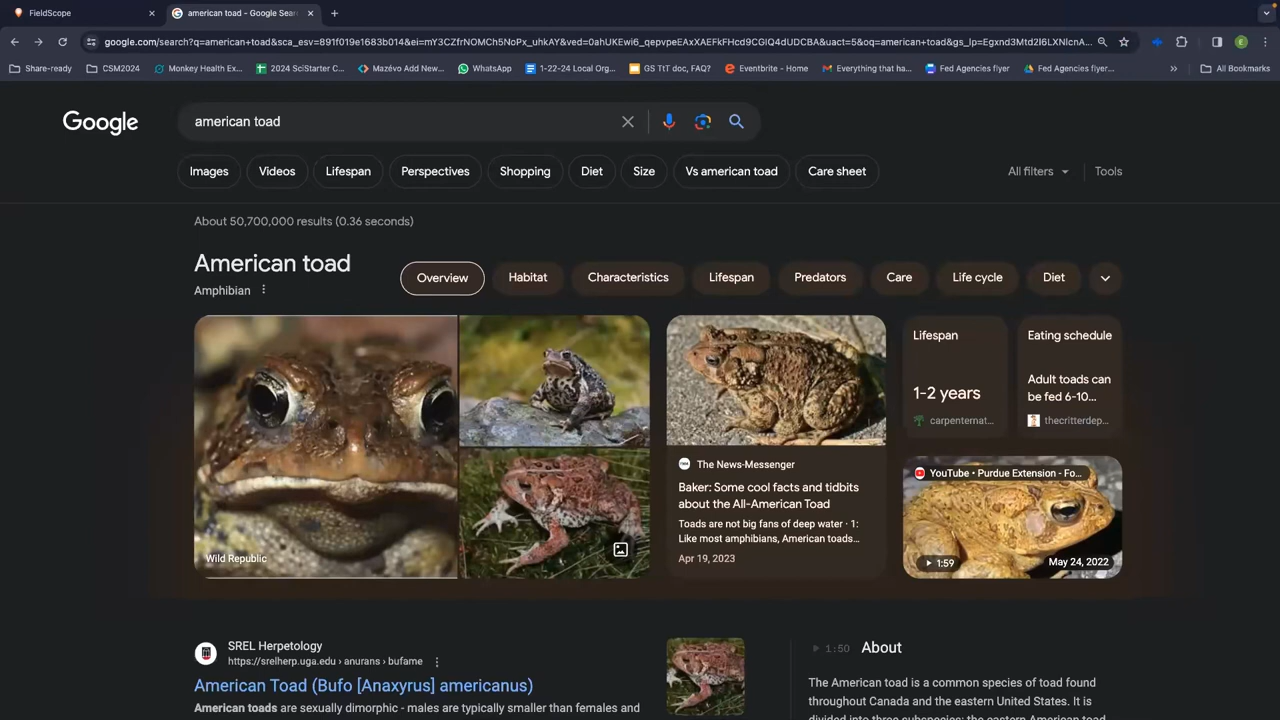 FieldScope
american toad - Google Sear
google.com/search?q=american+toad&sca_esv=891f019e1683b014&ei=mY3CZfrNOMCh5NoPx_uhkAY&ved=0ahUKEwi6_qepvpeEAxXAEFkFHcd9CGIQ4dUDCBA&uact=5&oq=american+toad&gs_lp=Egxnd3Mtd2l6LXNlcnA...
Share-ready
CSM2024
Monkey Health Ex...
2024 SciStarter C...
Mazévo Add New...
WhatsApp
1-22-24 Local Org...
GS TtT doc, FAQ?
Eventbrite - Home
Everything that ha...
Fed Agencies flyer
Fed Agencies flyer...
»
All Bookmarks
Google
american toad
Images
Videos
Lifespan
Perspectives
Shopping
Diet
Size
Vs american toad
Care sheet
All filters
Tools
About 50,700,000 results (0.36 seconds)
American toad
Amphibian
Overview
Habitat
Characteristics
Lifespan
Predators
Care
Life cycle
Diet
Wild Republic
The News-Messenger
Baker: Some cool facts and tidbits
about the All-American Toad
Toads are not big fans of deep water · 1:
Like most amphibians, American toads...
Apr 19, 2023
Lifespan
1-2 years
carpenternat...
Eating schedule
Adult toads can
be fed 6-10...
thecritterdep...
YouTube • Purdue Extension - Fo...
1:59
May 24, 2022
SREL Herpetology
https://srelherp.uga.edu › anurans › bufame
American Toad (Bufo [Anaxyrus] americanus)
American toads are sexually dimorphic - males are typically smaller than females and
1:50
About
The American toad is a common species of toad found
throughout Canada and the eastern United States. It is
divided into three subspecies: the eastern American toad